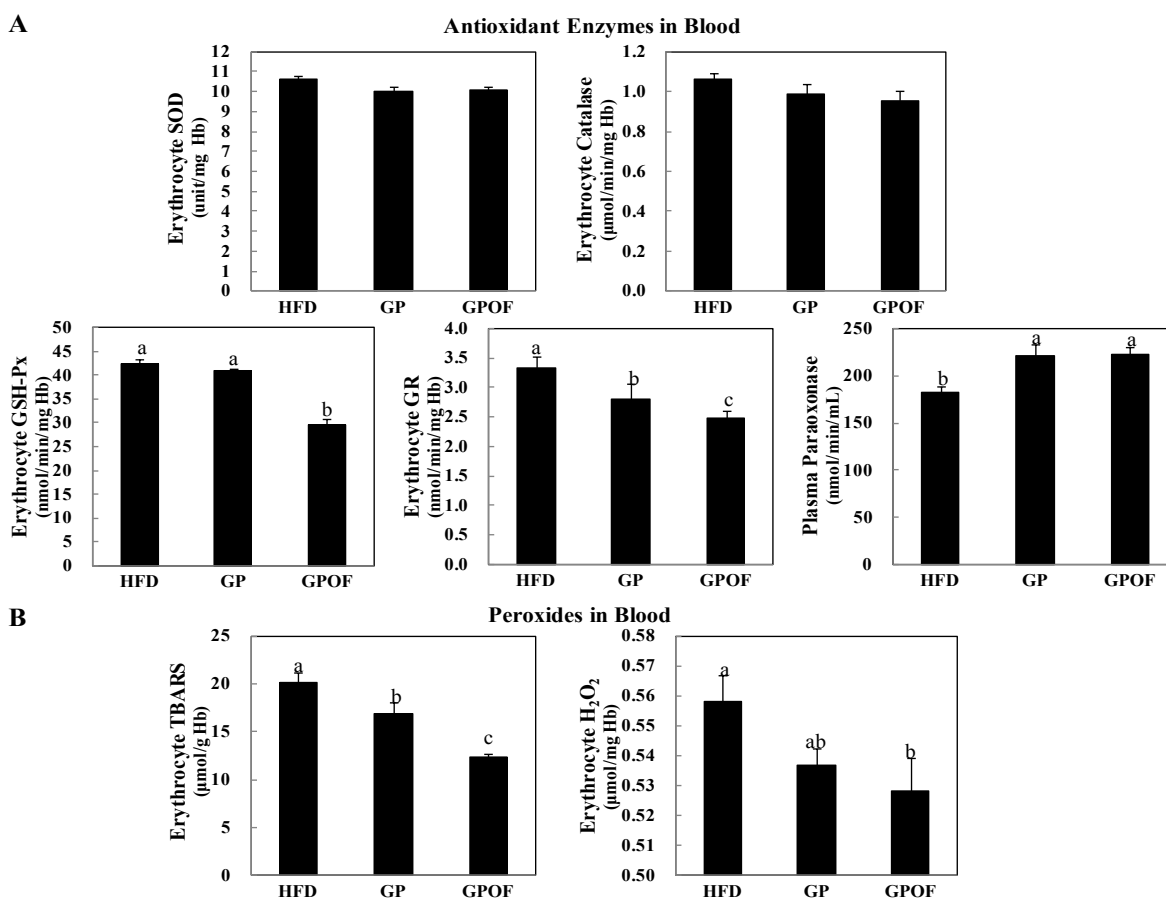 A
Antioxidant Enzymes in Blood
Erythrocyte SOD
(unit/mg Hb)
12
11
10
9
8
7
6
5
4
3
2
1
0
HFD GP GPOF
Erythrocyte Catalase
(μmol/min/mg Hb)
1.2
1.0
0.8
0.6
0.4
0.2
0.0
HFD GP GPOF
Erythrocyte GSH-Px
(nmol/min/mg Hb)
50
45
40
35
30
25
20
15
10
5
0
a a b
HFD GP GPOF
Erythrocyte GR
(nmol/min/mg Hb)
4.0
3.5
3.0
2.5
2.0
1.5
1.0
0.5
0.0
a b c
HFD GP GPOF
Plasma Paraoxonase
(nmol/min/mL)
250
200
150
100
50
0
b a a
HFD GP GPOF
B
Peroxides in Blood
Erythrocyte TBARS
(μmol/g Hb)
25
20
15
10
5
0
a b c
HFD GP GPOF
Erythrocyte H₂O₂
(μmol/mg Hb)
0.58
0.57
0.56
0.55
0.54
0.53
0.52
0.51
0.50
a ab b
HFD GP GPOF